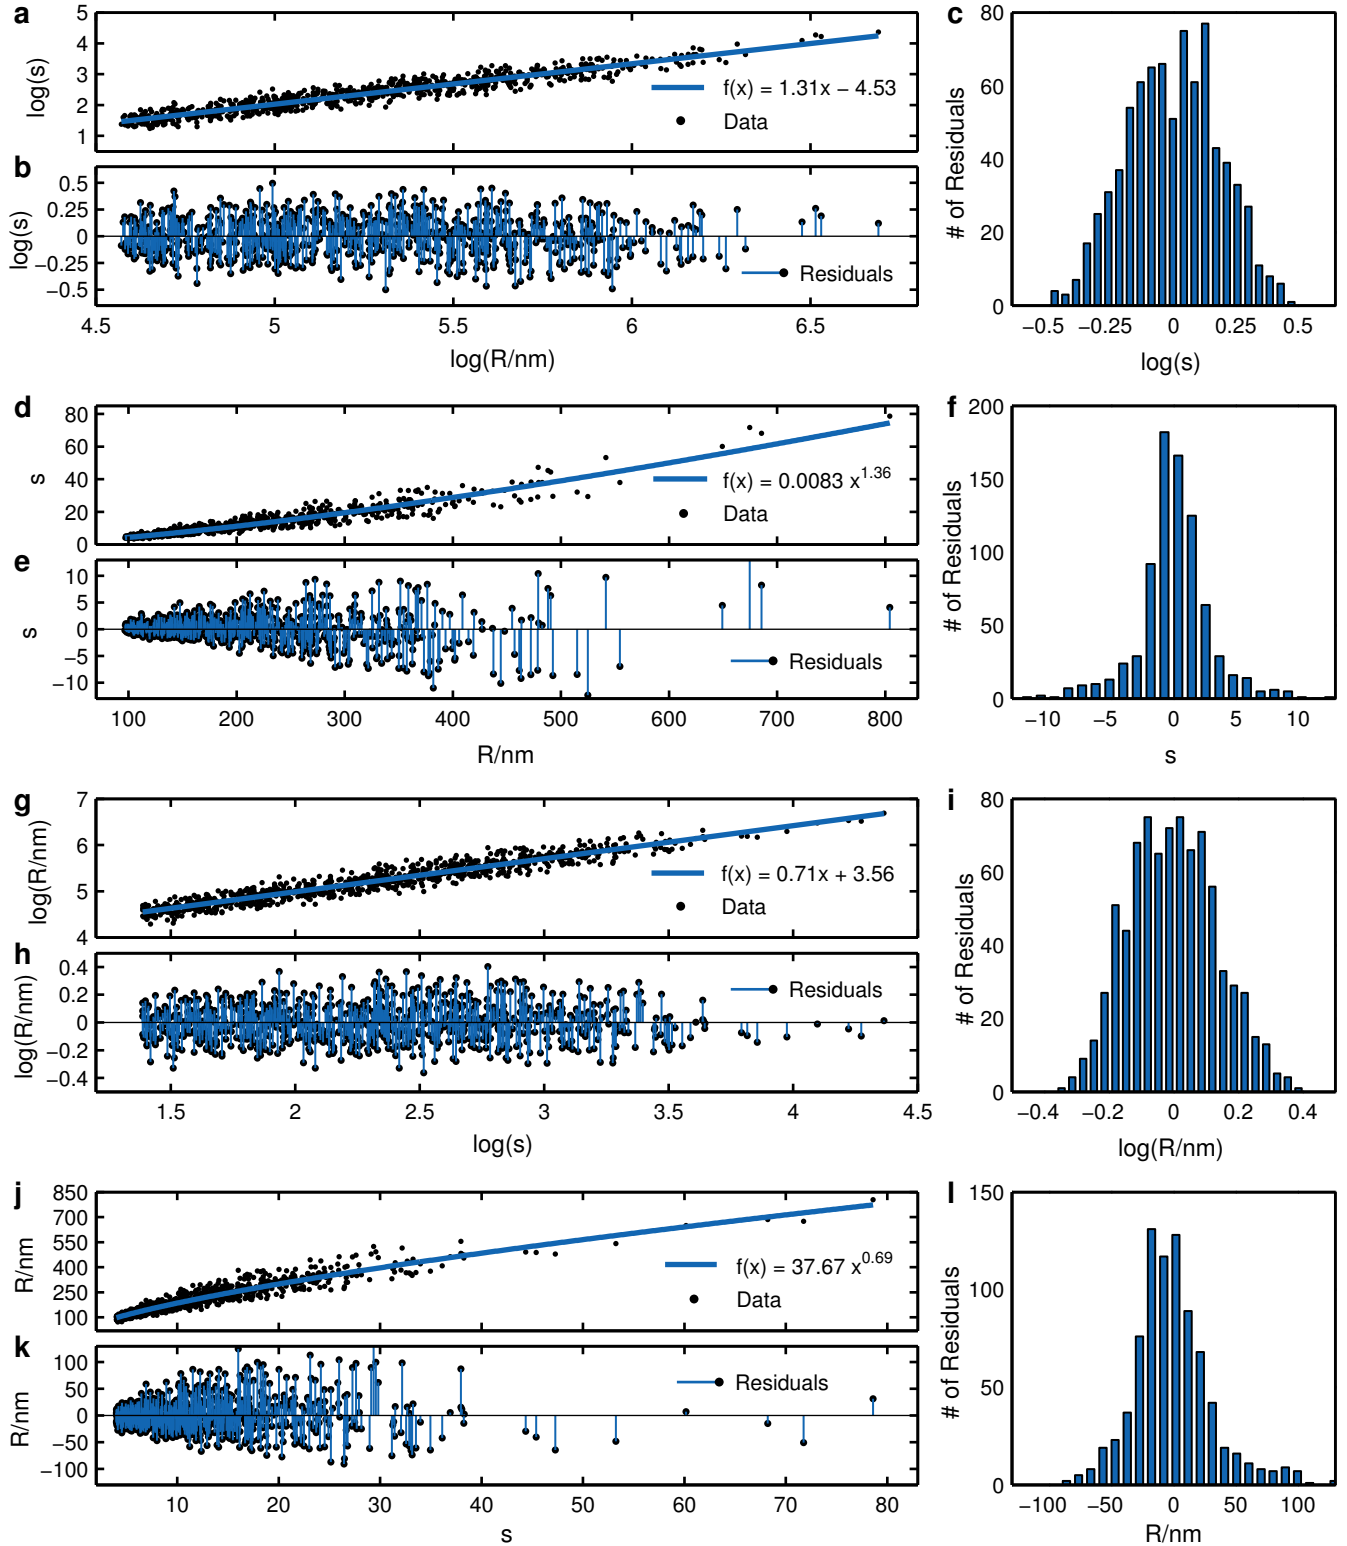 a
5
4
3
2
1
log(s)
f(x) = 1.31x − 4.53
Data
b
0.5
0.25
0
−0.25
−0.5
log(s)
Residuals
4.5 5 5.5 6 6.5
log(R/nm)
c
80
60
40
20
0
# of Residuals
−0.5 −0.25 0 0.25 0.5
log(s)
d
80
60
40
20
0
s
f(x) = 0.0083 x^1.36
Data
e
10
5
0
−5
−10
s
Residuals
100 200 300 400 500 600 700 800
R/nm
f
200
150
100
50
0
# of Residuals
−10 −5 0 5 10
s
g
7
6
5
4
log(R/nm)
f(x) = 0.71x + 3.56
Data
h
0.4
0.2
0
−0.2
−0.4
log(R/nm)
Residuals
1.5 2 2.5 3 3.5 4 4.5
log(s)
i
80
60
40
20
0
# of Residuals
−0.4 −0.2 0 0.2 0.4
log(R/nm)
j
850
700
550
400
250
100
R/nm
f(x) = 37.67 x^0.69
Data
k
100
50
0
−50
−100
R/nm
Residuals
10 20 30 40 50 60 70 80
s
l
150
100
50
0
# of Residuals
−100 −50 0 50 100
R/nm